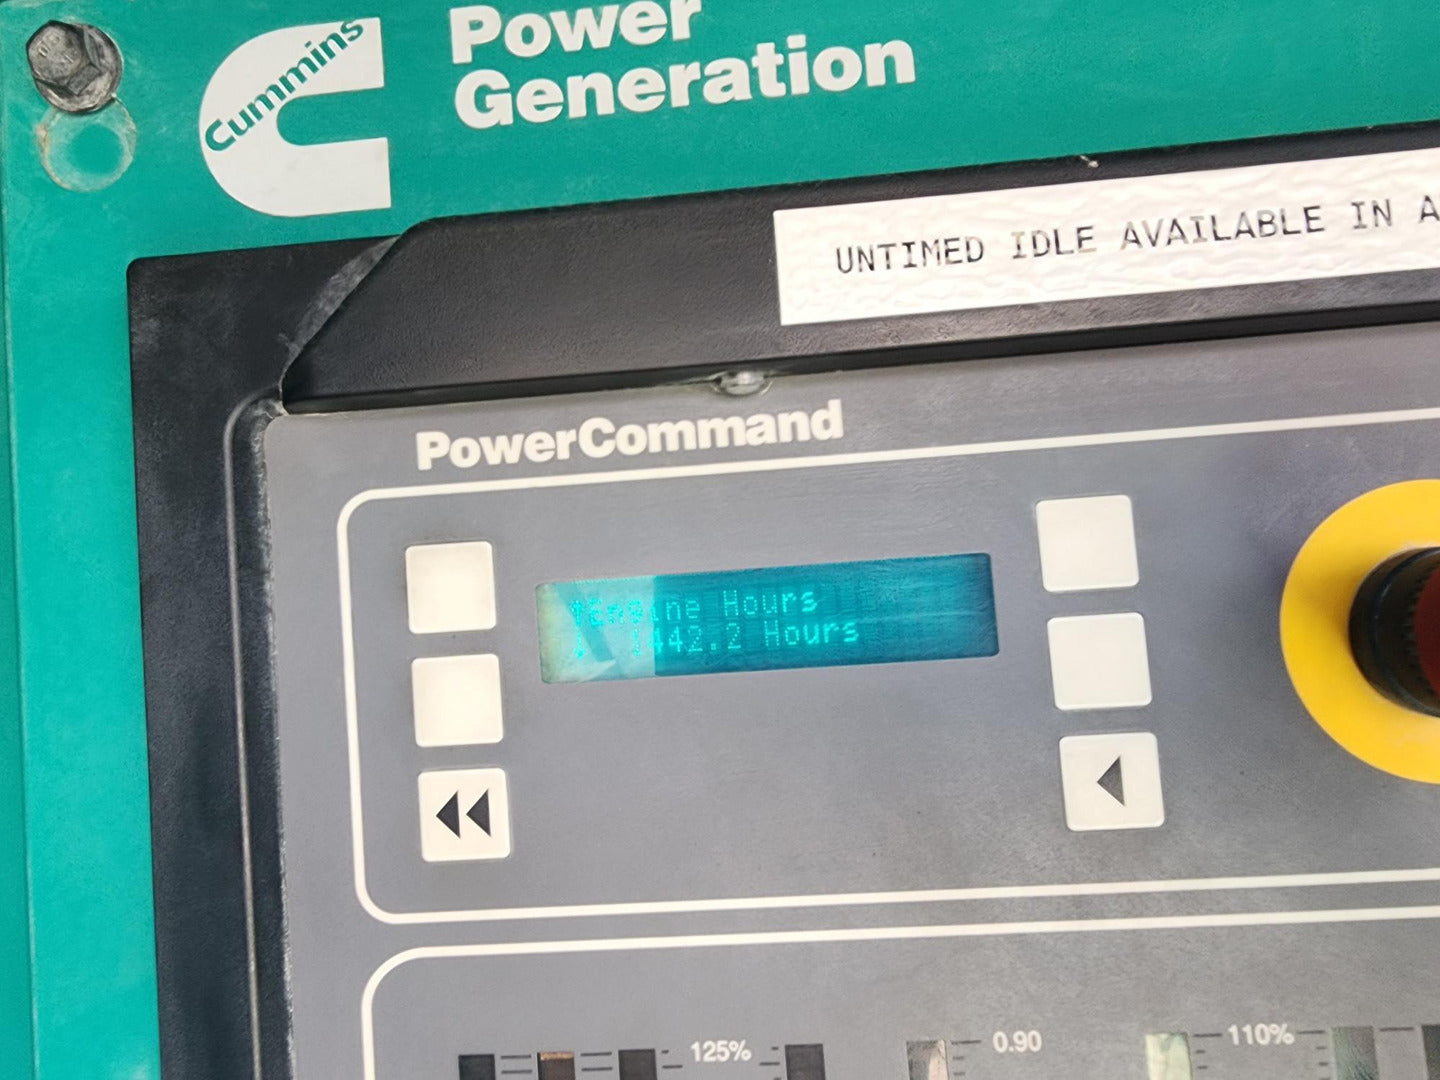 Cummins
Power
Generation
UNTIMED IDLE AVAILABLE IN
PowerCommand
↑Engine Hours
↓ 1442.2 Hours
125%
0.90
110%